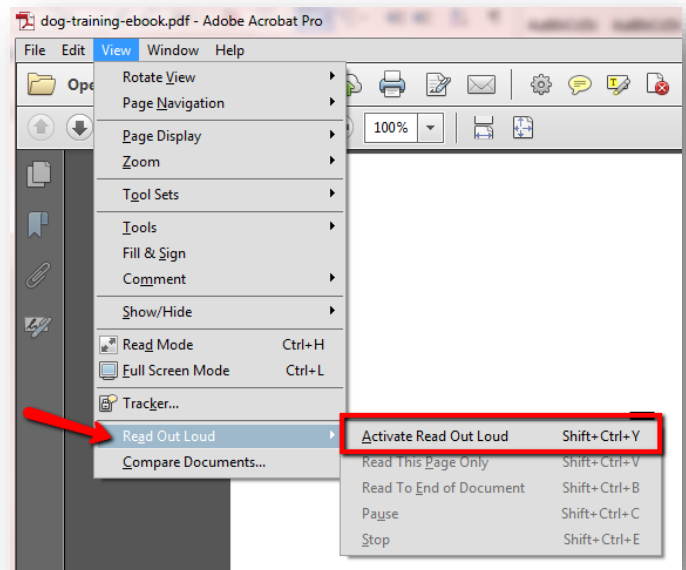 dog-training-ebook.pdf - Adobe Acrobat Pro
File Edit View Window Help
Ope
100%
Rotate View
Page Navigation
Page Display
Zoom
Tool Sets
Tools
Fill & Sign
Comment
Show/Hide
Read Mode Ctrl+H
Full Screen Mode Ctrl+L
Tracker...
Read Out Loud
Compare Documents...
Activate Read Out Loud Shift+Ctrl+Y
Read This Page Only Shift+Ctrl+V
Read To End of Document Shift+Ctrl+B
Pause Shift+Ctrl+C
Stop Shift+Ctrl+E